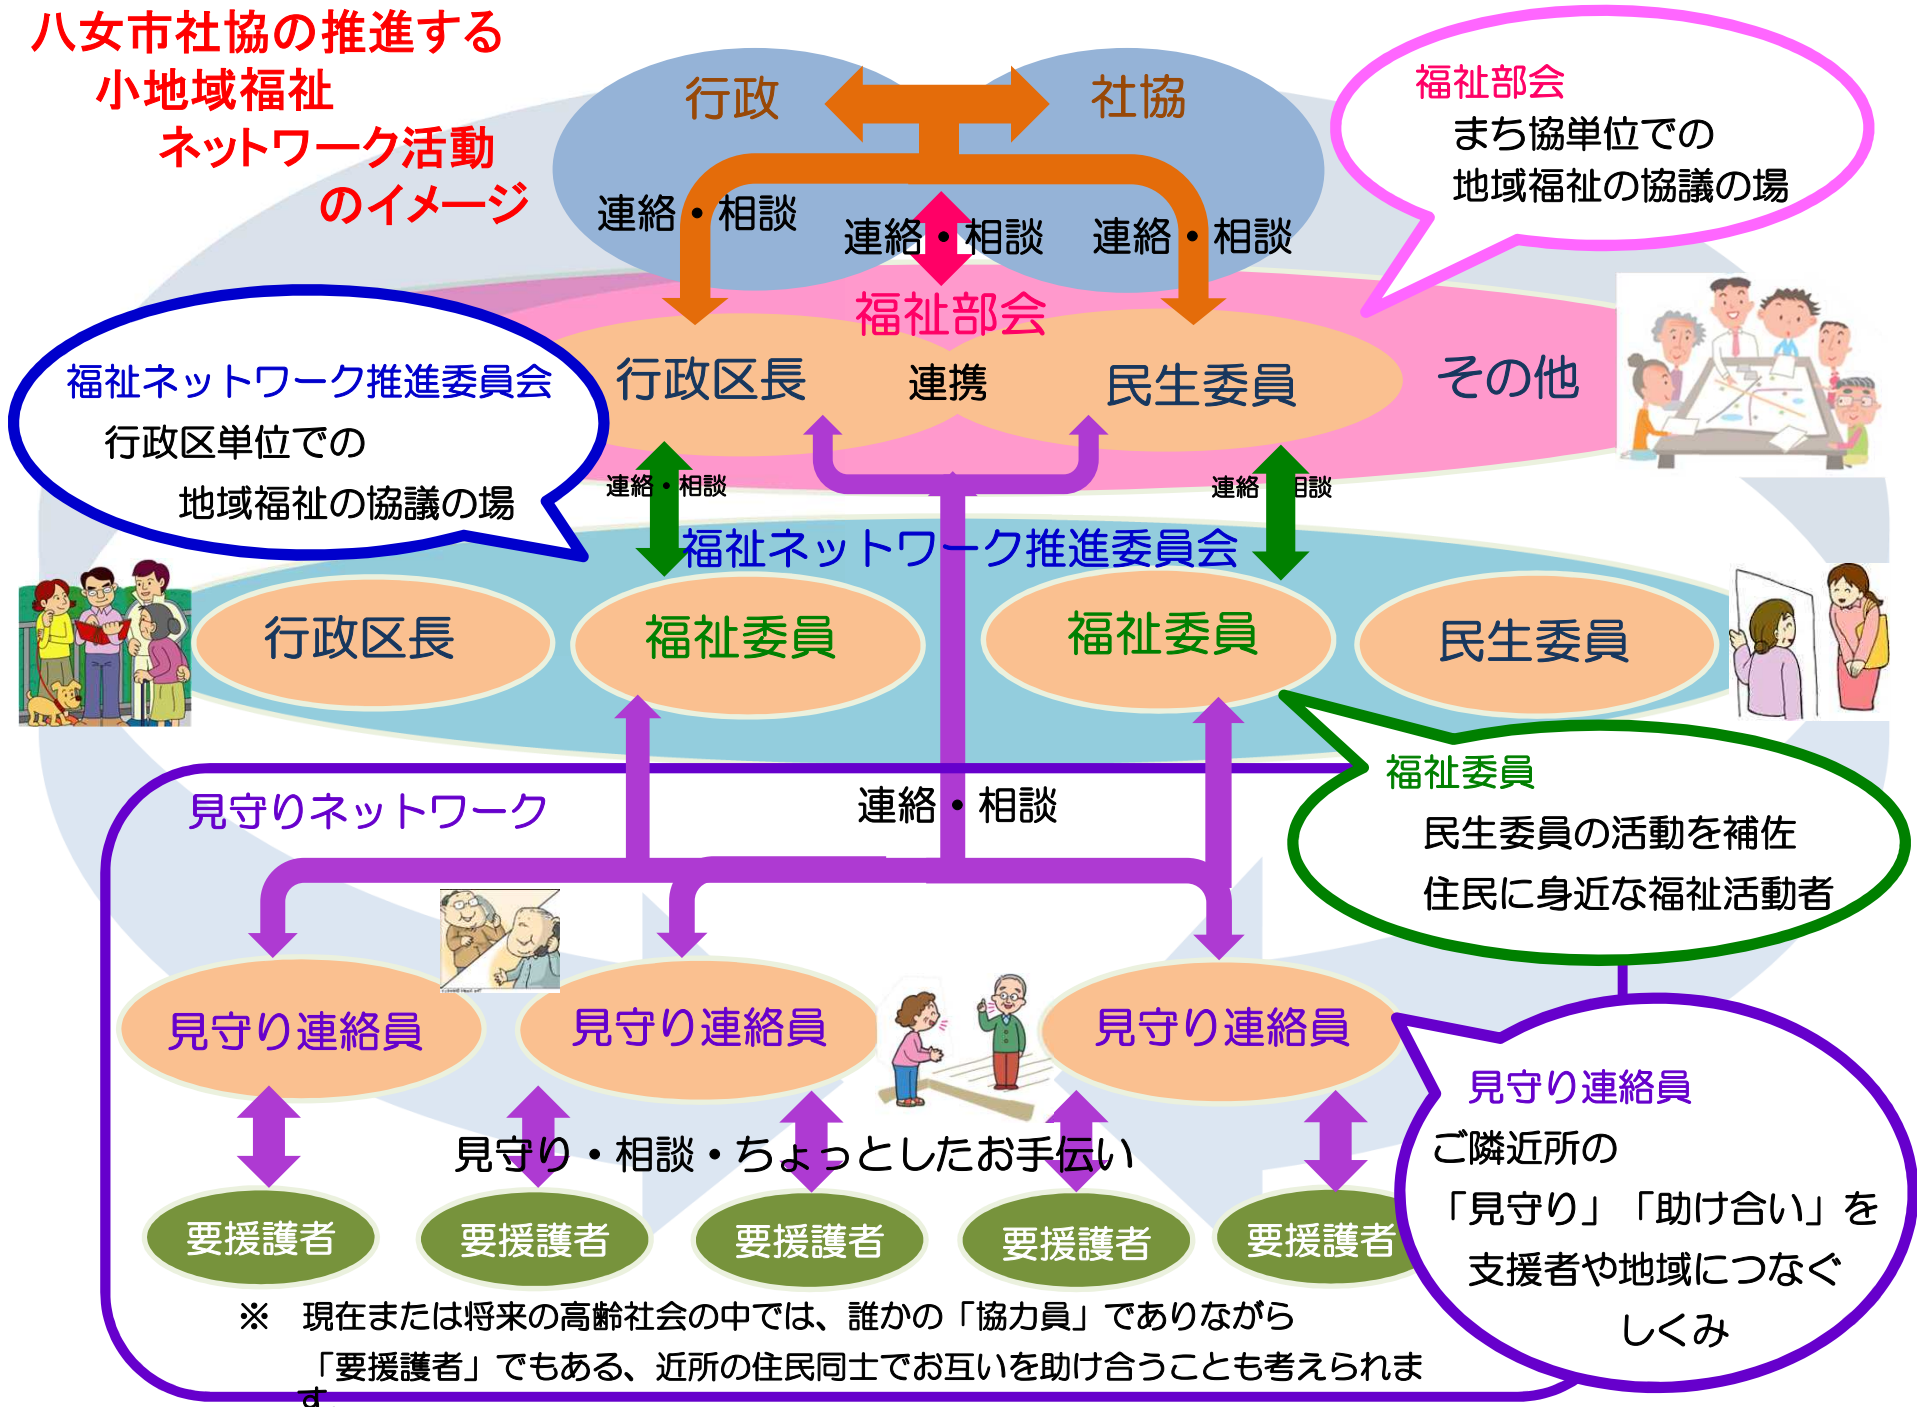 八女市社協の推進する
小地域福祉
ネットワーク活動
のイメージ
行政
社協
福祉部会
まち協単位での
地域福祉の協議の場
連絡・相談
連絡・相談
連絡・相談
福祉部会
福祉ネットワーク推進委員会
行政区単位での
地域福祉の協議の場
行政区長
連携
民生委員
その他
連絡・相談
連絡 相談
福祉ネットワーク推進委員会
行政区長
福祉委員
福祉委員
民生委員
福祉委員
民生委員の活動を補佐
住民に身近な福祉活動者
見守りネットワーク
連絡・相談
見守り連絡員
見守り連絡員
見守り連絡員
見守り連絡員
ご隣近所の
「見守り」「助け合い」を
支援者や地域につなぐ
しくみ
見守り・相談・ちょっとしたお手伝い
要援護者
要援護者
要援護者
要援護者
要援護者
※ 現在または将来の高齢社会の中では、誰かの「協力員」でありながら
「要援護者」でもある、近所の住民同士でお互いを助け合うことも考えられま
す